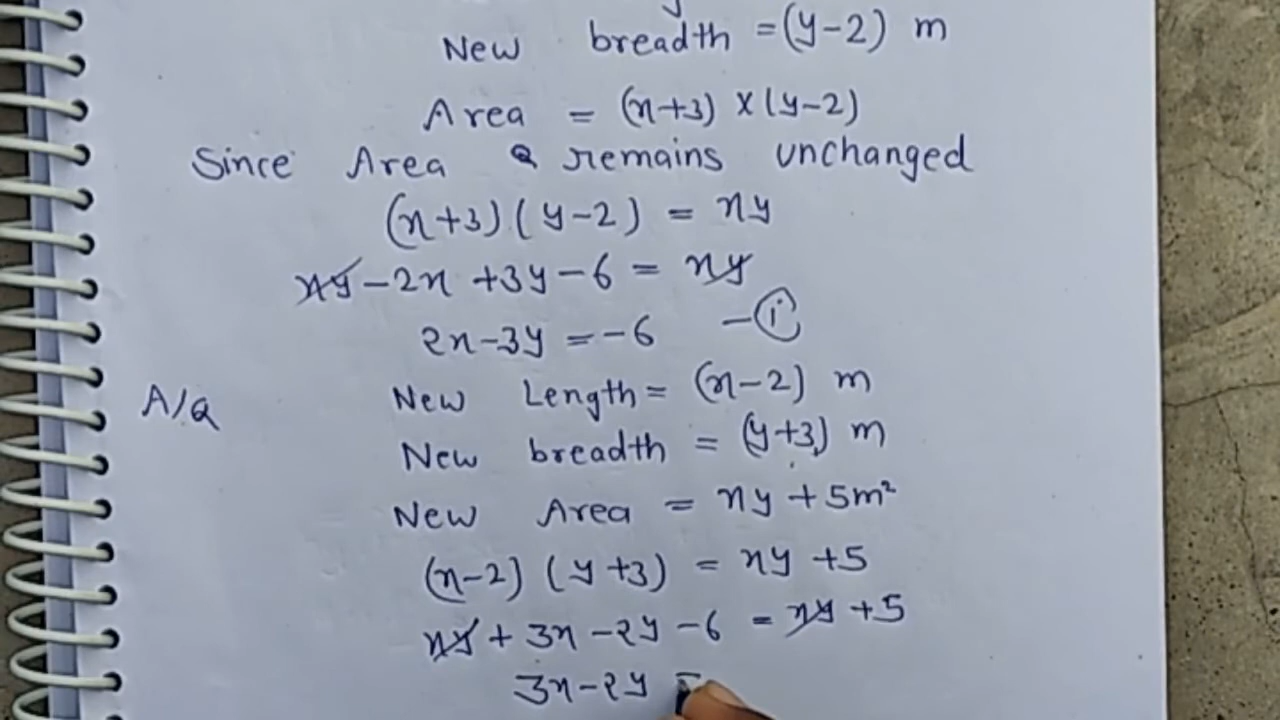 New breadth = (y-2) m
Area = (x+3) × (y-2)
Since Area remains unchanged
(x+3)(y-2) = xy
xy - 2x + 3y - 6 = xy
2x - 3y = -6 - (i)
A/Q New Length = (x-2) m
New breadth = (y+3) m
New Area = xy + 5m²
(x-2) (y+3) = xy + 5
xy + 3x - 2y - 6 = xy + 5
3x - 2y